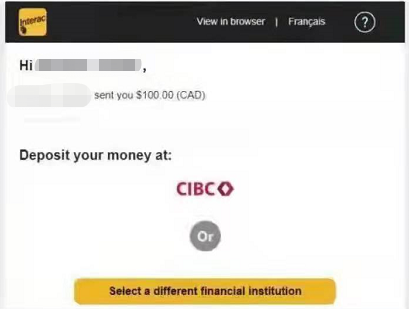 Interac
View in browser | Français ?
Hi ,
sent you $100.00 (CAD)
Deposit your money at:
CIBC
Or
Select a different financial institution